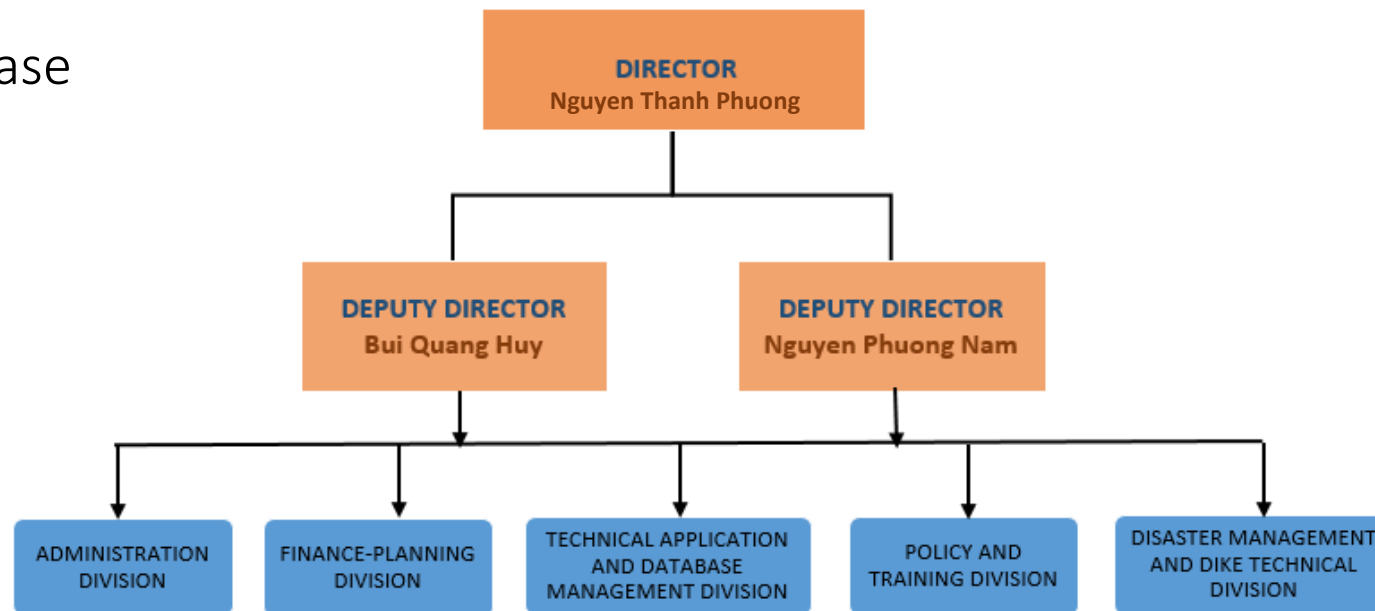 ase
DIRECTOR
Nguyen Thanh Phuong
DEPUTY DIRECTOR
Bui Quang Huy
DEPUTY DIRECTOR
Nguyen Phuong Nam
ADMINISTRATION
DIVISION
FINANCE-PLANNING
DIVISION
TECHNICAL APPLICATION
AND DATABASE
MANAGEMENT DIVISION
POLICY AND
TRAINING DIVISION
DISASTER MANAGEMENT
AND DIKE TECHNICAL
DIVISION